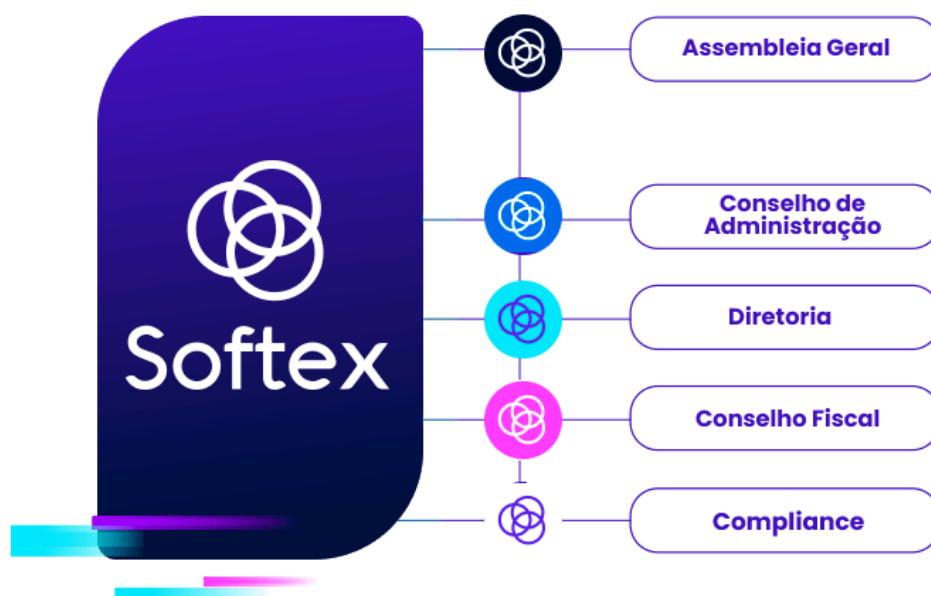 Softex
Assembleia Geral
Conselho de
Administração
Diretoria
Conselho Fiscal
Compliance